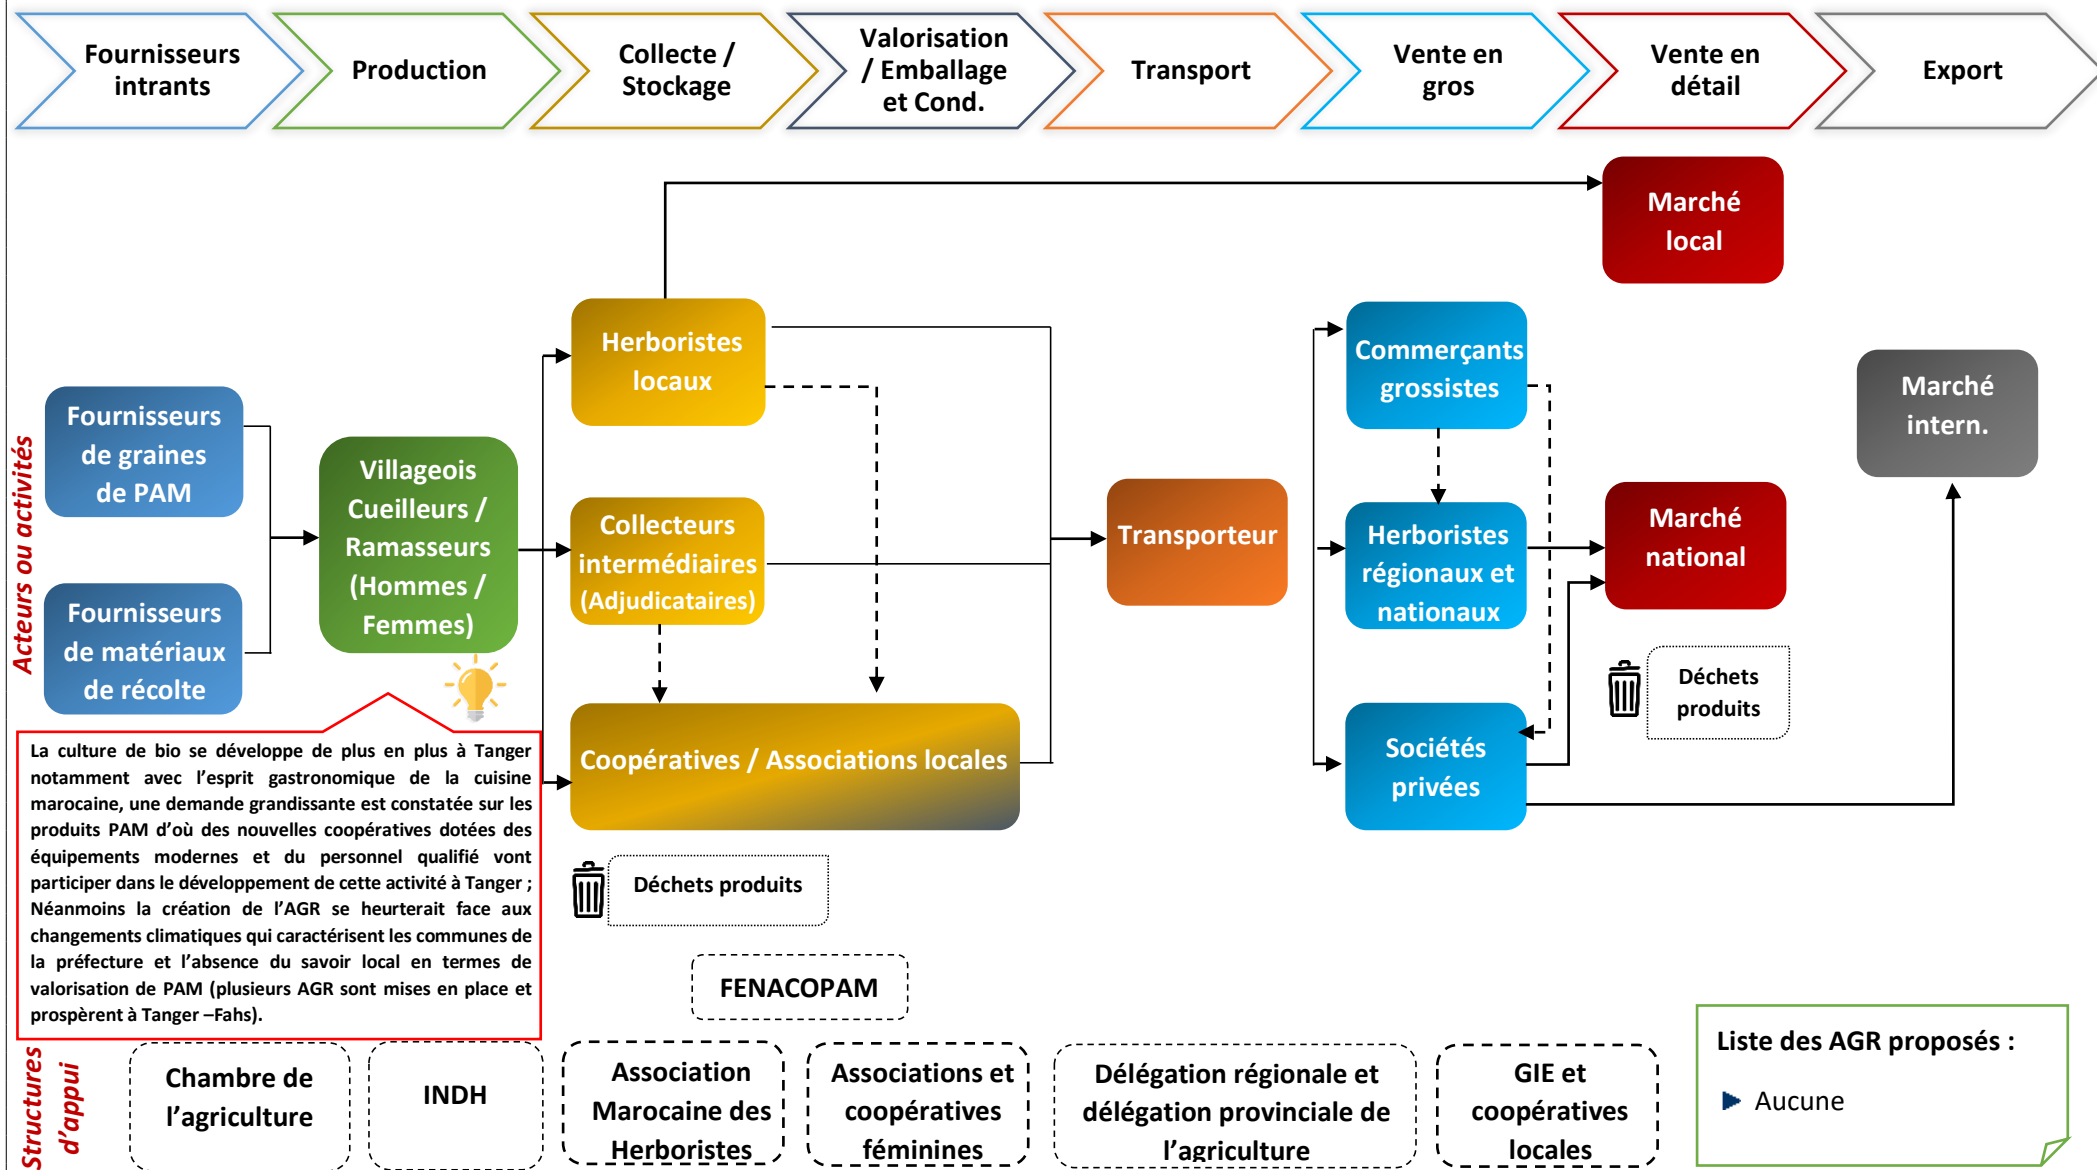 Fournisseurs
intrants
Production
Collecte /
Stockage
Valorisation
/ Emballage
et Cond.
Transport
Vente en
gros
Vente en
détail
Export
Acteurs ou activités
Marché
local
Herboristes
locaux
Commerçants
grossistes
Marché
intern.
Fournisseurs
de graines
de PAM
Villageois
Cueilleurs /
Ramasseurs
(Hommes /
Femmes)
Collecteurs
intermédiaires
(Adjudicataires)
Transporteur
Herboristes
régionaux et
nationaux
Marché
national
Fournisseurs
de matériaux
de récolte
Déchets
produits
Coopératives / Associations locales
Sociétés
privées
La culture de bio se développe de plus en plus à Tanger
notamment avec l’esprit gastronomique de la cuisine
marocaine, une demande grandissante est constatée sur les
produits PAM d’où des nouvelles coopératives dotées des
équipements modernes et du personnel qualifié vont
participer dans le développement de cette activité à Tanger ;
Néanmoins la création de l’AGR se heurterait face aux
changements climatiques qui caractérisent les communes de
la préfecture et l’absence du savoir local en termes de
valorisation de PAM (plusieurs AGR sont mises en place et
prospèrent à Tanger –Fahs).
Déchets produits
FENACOPAM
Structures
d’appui
Chambre de
l’agriculture
INDH
Association
Marocaine des
Herboristes
Associations et
coopératives
féminines
Délégation régionale et
délégation provinciale de
l’agriculture
GIE et
coopératives
locales
Liste des AGR proposés :
Aucune